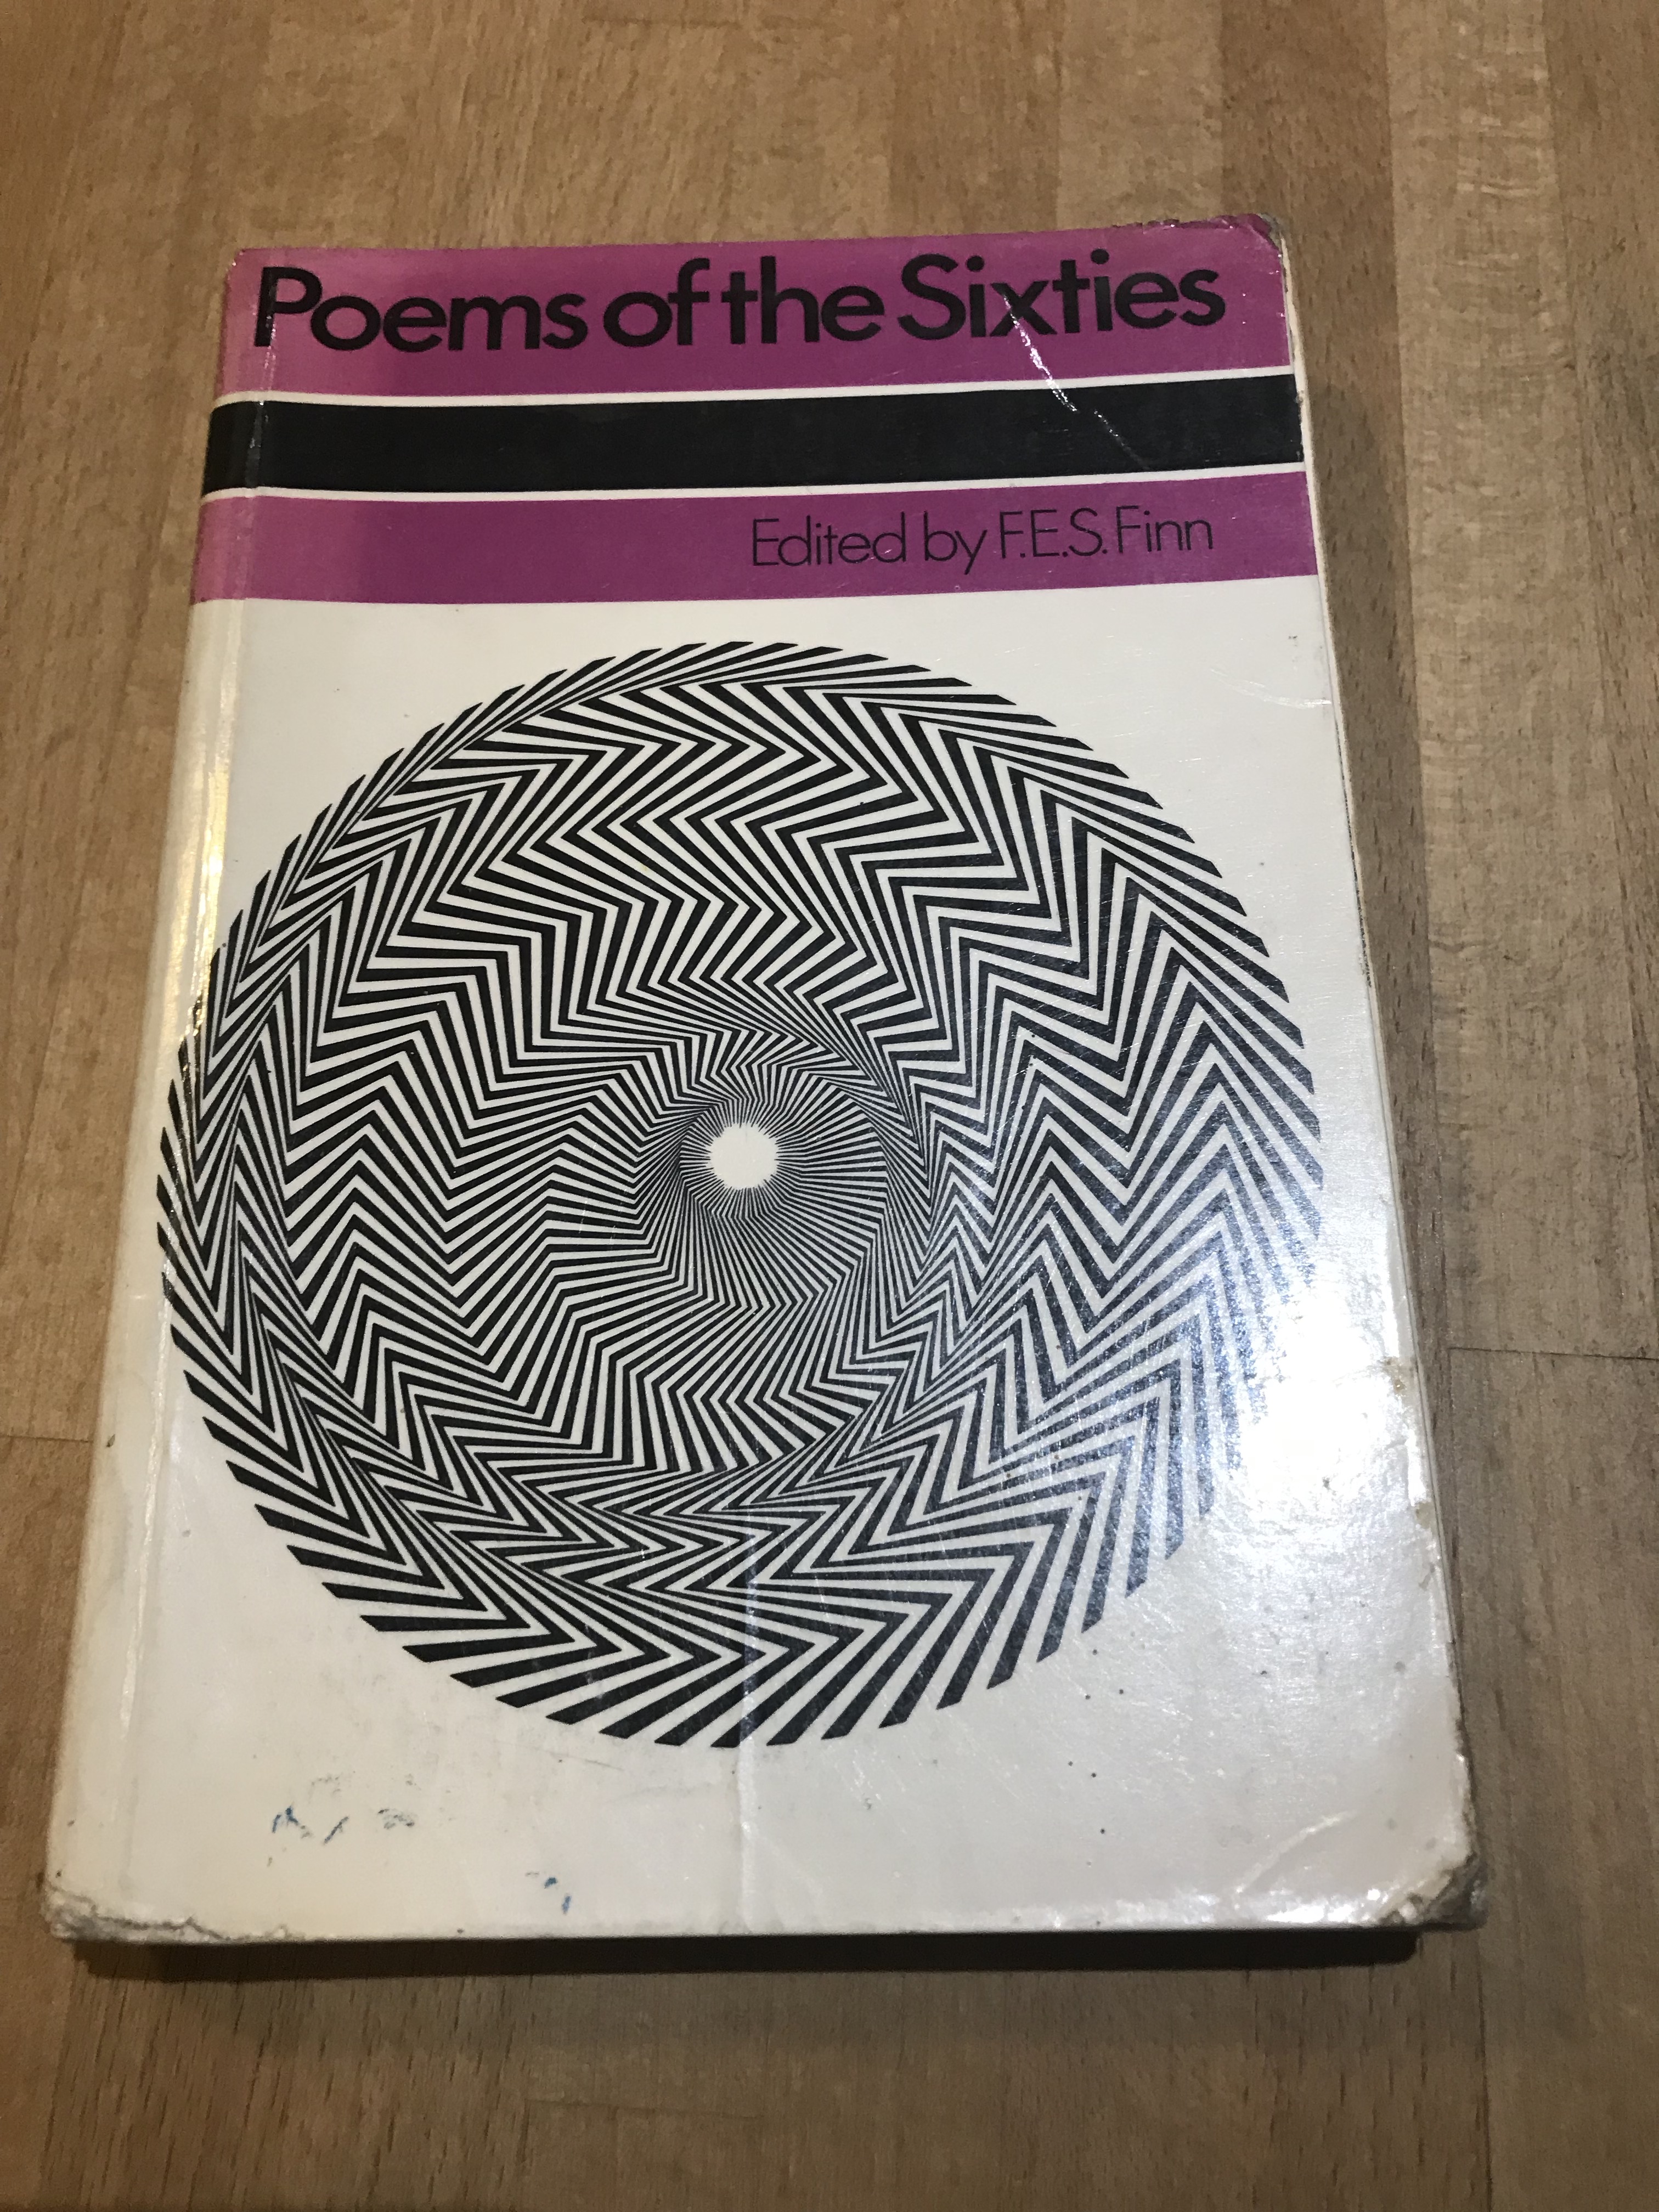 Poems of the Sixties
Edited by F.E.S. Finn